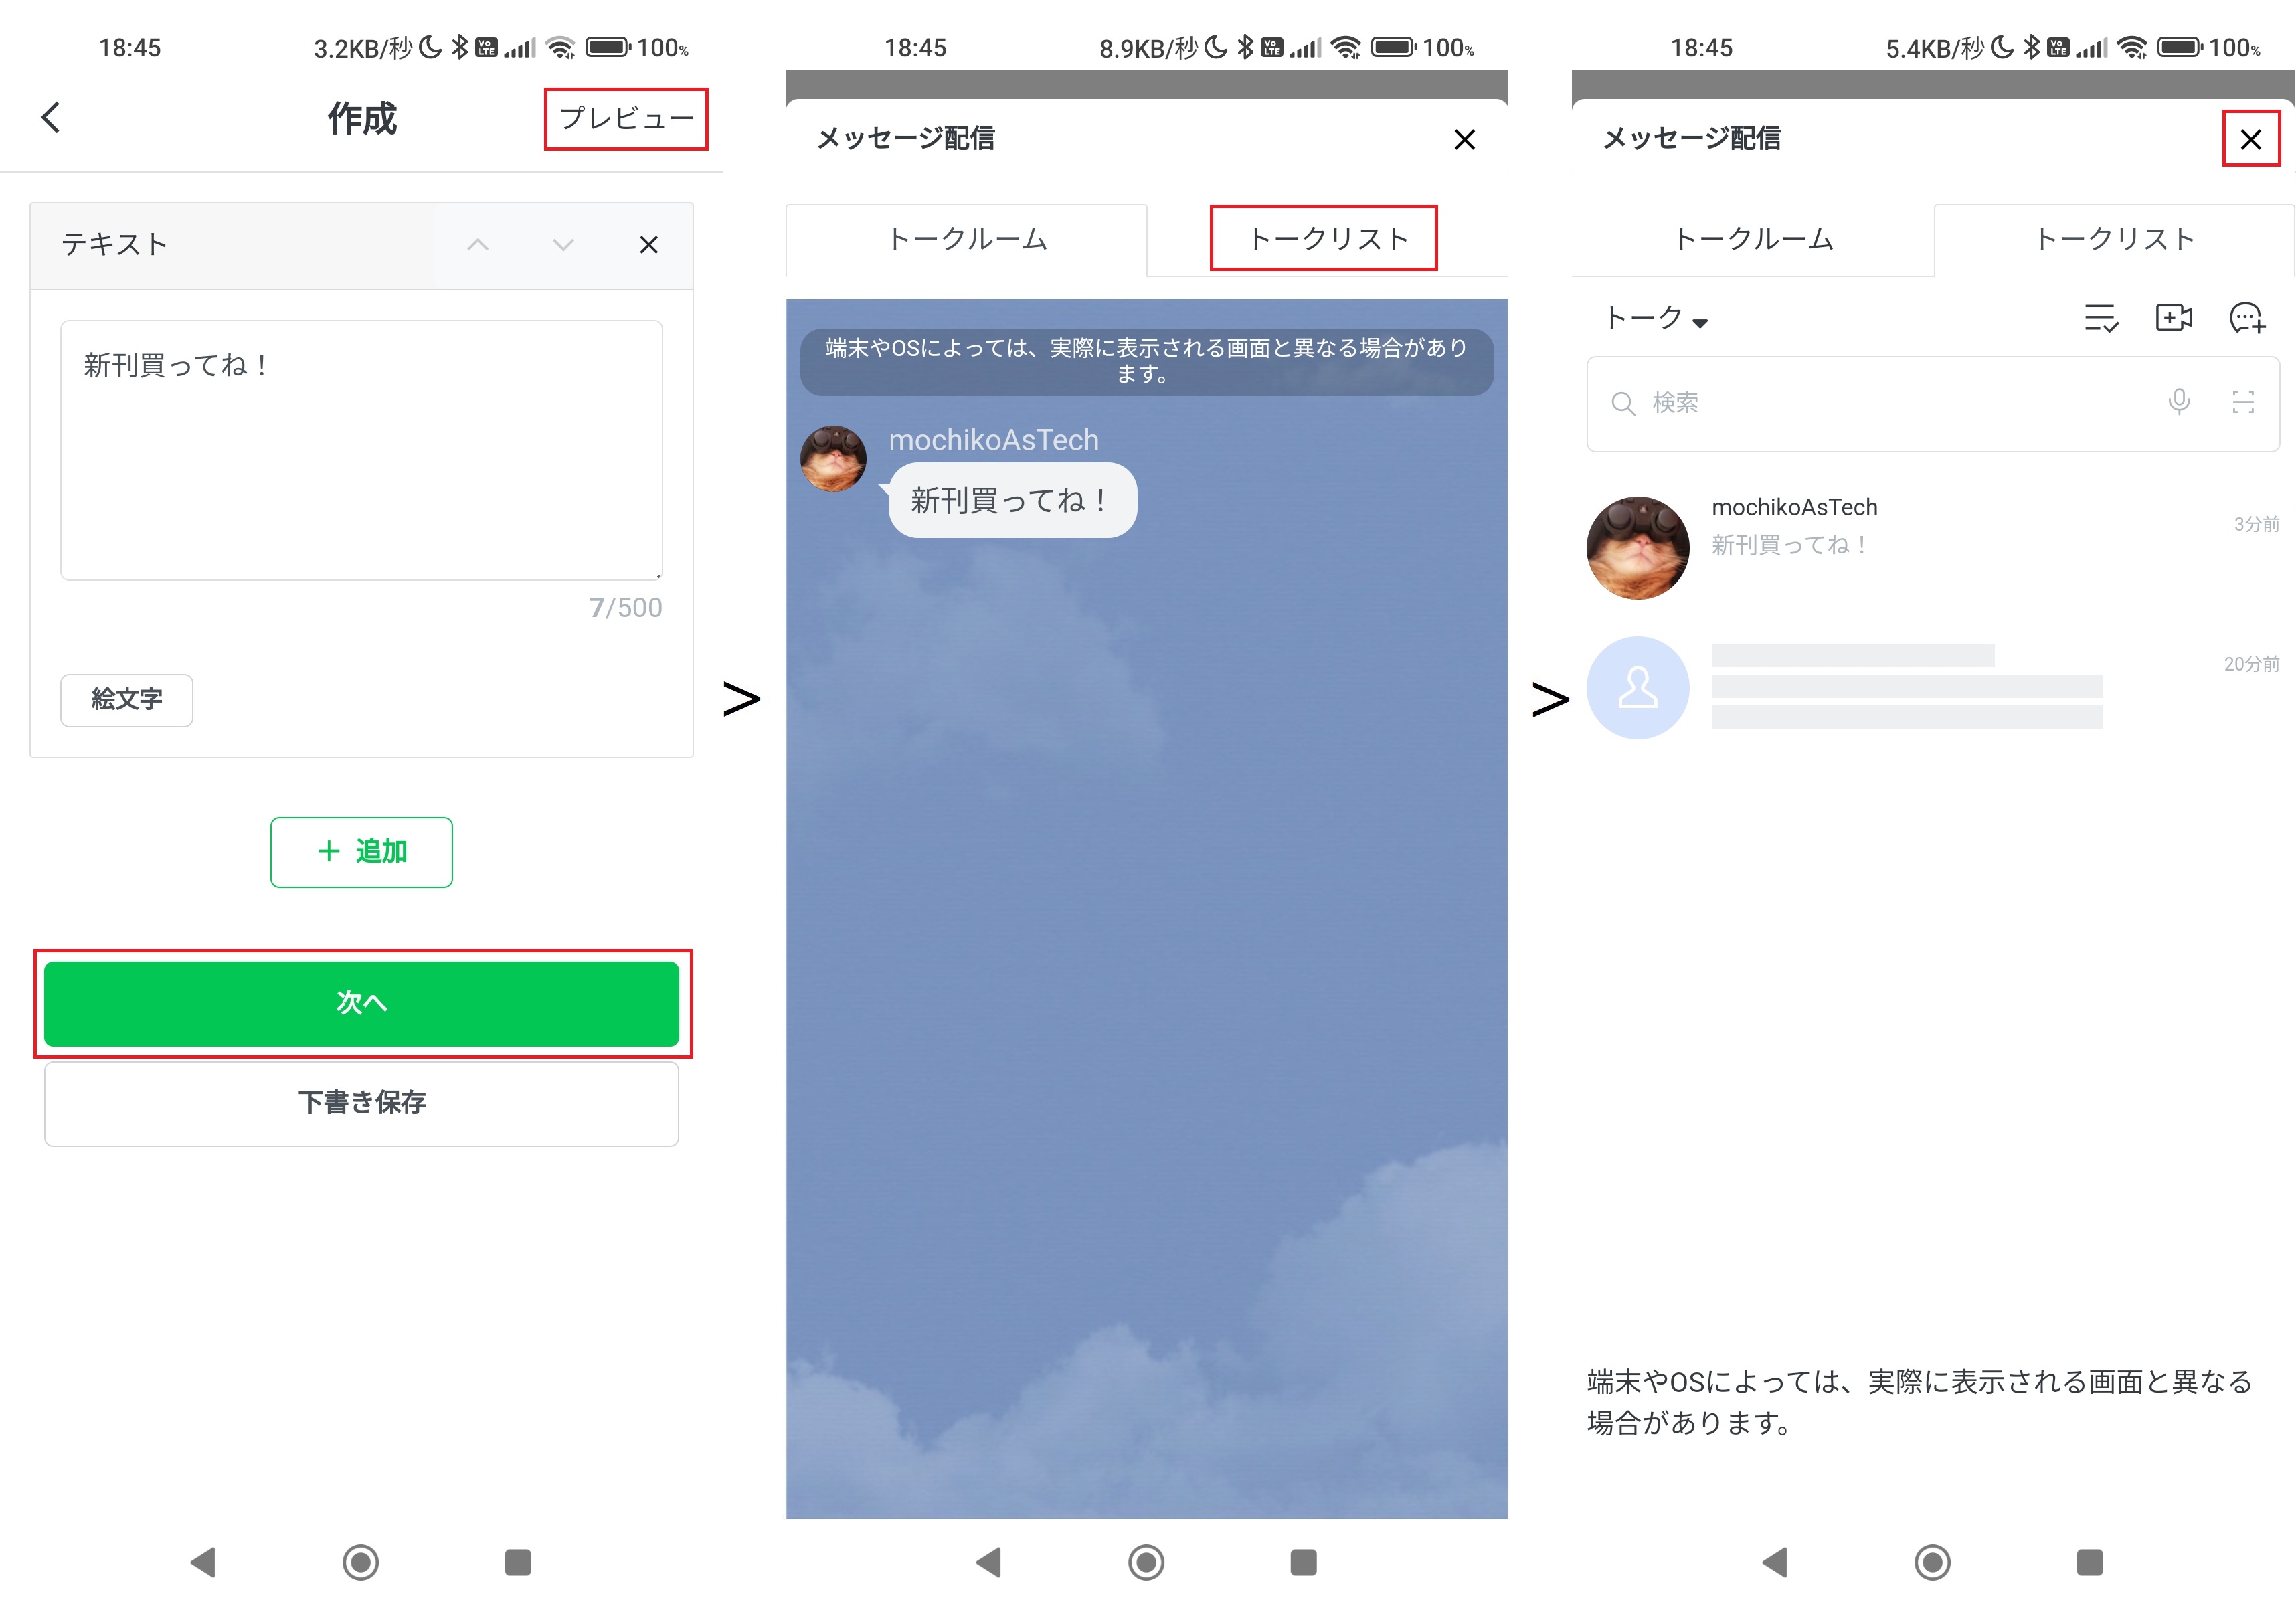 18:45 3.2KB/秒 Vo LTE 100%
作成 プレビュー
テキスト
新刊買ってね！
7/500
絵文字
＋ 追加
次へ
下書き保存
>
18:45 8.9KB/秒 Vo LTE 100%
メッセージ配信
トークルーム トークリスト
端末やOSによっては、実際に表示される画面と異なる場合があり
ます。
mochikoAsTech
新刊買ってね！
>
18:45 5.4KB/秒 Vo LTE 100%
メッセージ配信
トークルーム トークリスト
トーク
検索
mochikoAsTech
新刊買ってね！
3分前
20分前
端末やOSによっては、実際に表示される画面と異なる
場合があります。